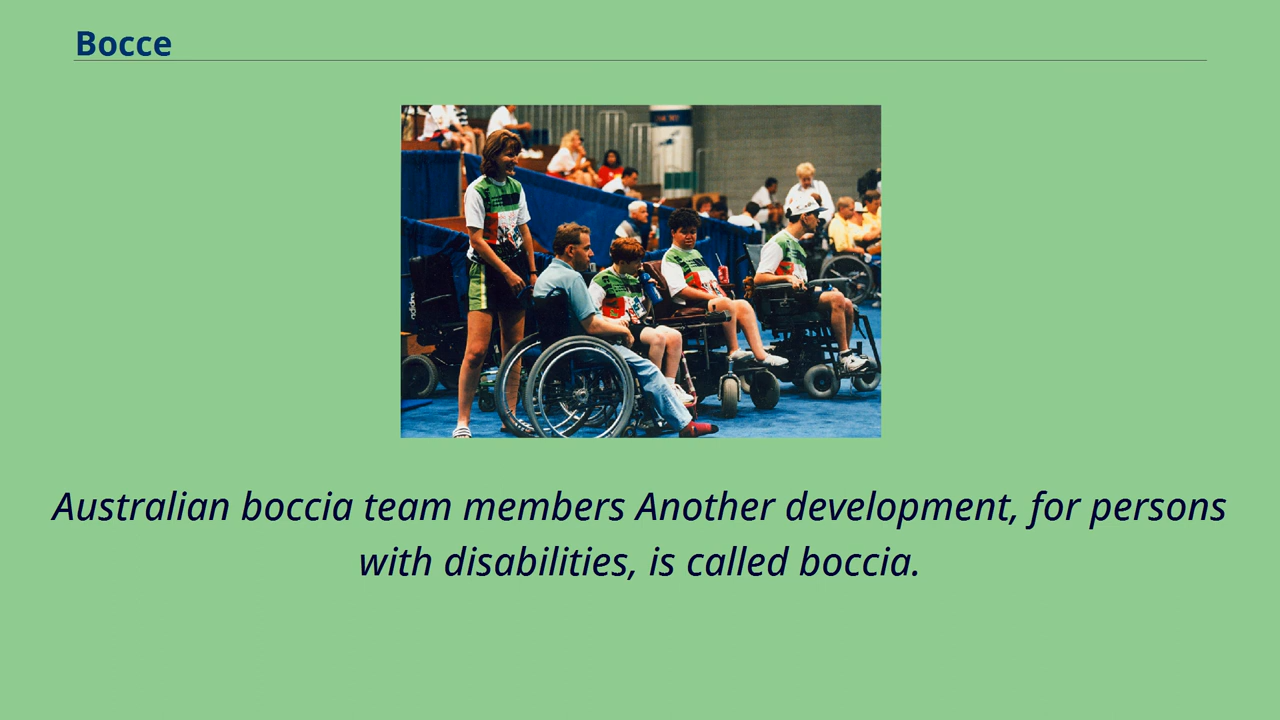 Bocce
Australian boccia team members Another development, for persons
with disabilities, is called boccia.